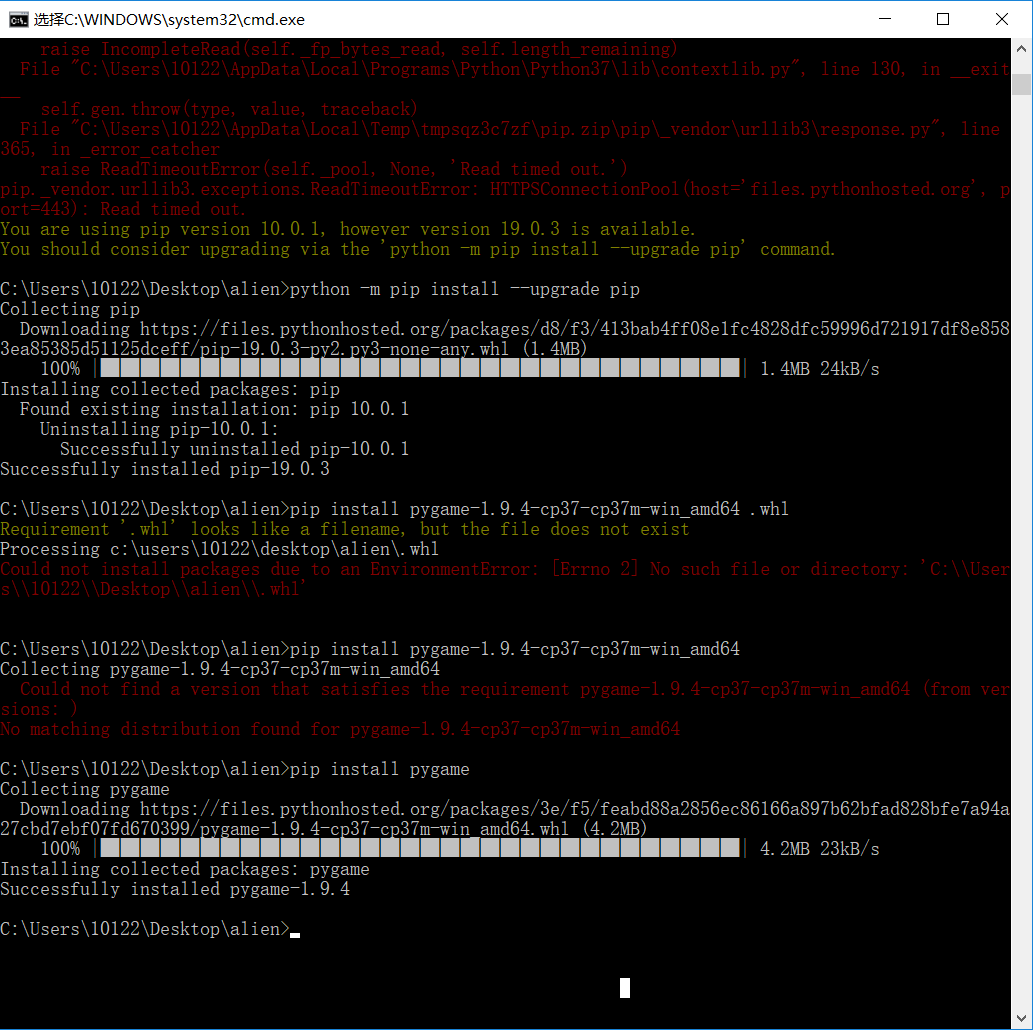 选择C:\WINDOWS\system32\cmd.exe
    raise IncompleteRead(self._fp_bytes_read, self.length_remaining)
  File "C:\Users\10122\AppData\Local\Programs\Python\Python37\lib\contextlib.py", line 130, in __exit
__
    self.gen.throw(type, value, traceback)
  File "C:\Users\10122\AppData\Local\Temp\tmpsqz3c7zf\pip.zip\pip\_vendor\urllib3\response.py", line
365, in _error_catcher
    raise ReadTimeoutError(self._pool, None, 'Read timed out.')
pip._vendor.urllib3.exceptions.ReadTimeoutError: HTTPSConnectionPool(host='files.pythonhosted.org', p
ort=443): Read timed out.
You are using pip version 10.0.1, however version 19.0.3 is available.
You should consider upgrading via the 'python -m pip install --upgrade pip' command.
C:\Users\10122\Desktop\alien>python -m pip install --upgrade pip
Collecting pip
  Downloading https://files.pythonhosted.org/packages/d8/f3/413bab4ff08e1fc4828dfc59996d721917df8e858
3ea85385d51125dceff/pip-19.0.3-py2.py3-none-any.whl (1.4MB)
    100% |████████████████████████████████| 1.4MB 24kB/s
Installing collected packages: pip
  Found existing installation: pip 10.0.1
    Uninstalling pip-10.0.1:
      Successfully uninstalled pip-10.0.1
Successfully installed pip-19.0.3
C:\Users\10122\Desktop\alien>pip install pygame-1.9.4-cp37-cp37m-win_amd64 .whl
Requirement '.whl' looks like a filename, but the file does not exist
Processing c:\users\10122\desktop\alien\.whl
Could not install packages due to an EnvironmentError: [Errno 2] No such file or directory: 'C:\\User
s\\10122\\Desktop\\alien\\.whl'
C:\Users\10122\Desktop\alien>pip install pygame-1.9.4-cp37-cp37m-win_amd64
Collecting pygame-1.9.4-cp37-cp37m-win_amd64
  Could not find a version that satisfies the requirement pygame-1.9.4-cp37-cp37m-win_amd64 (from ver
sions: )
No matching distribution found for pygame-1.9.4-cp37-cp37m-win_amd64
C:\Users\10122\Desktop\alien>pip install pygame
Collecting pygame
  Downloading https://files.pythonhosted.org/packages/3e/f5/feabd88a2856ec86166a897b62bfad828bfe7a94a
27cbd7ebf07fd670399/pygame-1.9.4-cp37-cp37m-win_amd64.whl (4.2MB)
    100% |████████████████████████████████| 4.2MB 23kB/s
Installing collected packages: pygame
Successfully installed pygame-1.9.4
C:\Users\10122\Desktop\alien>